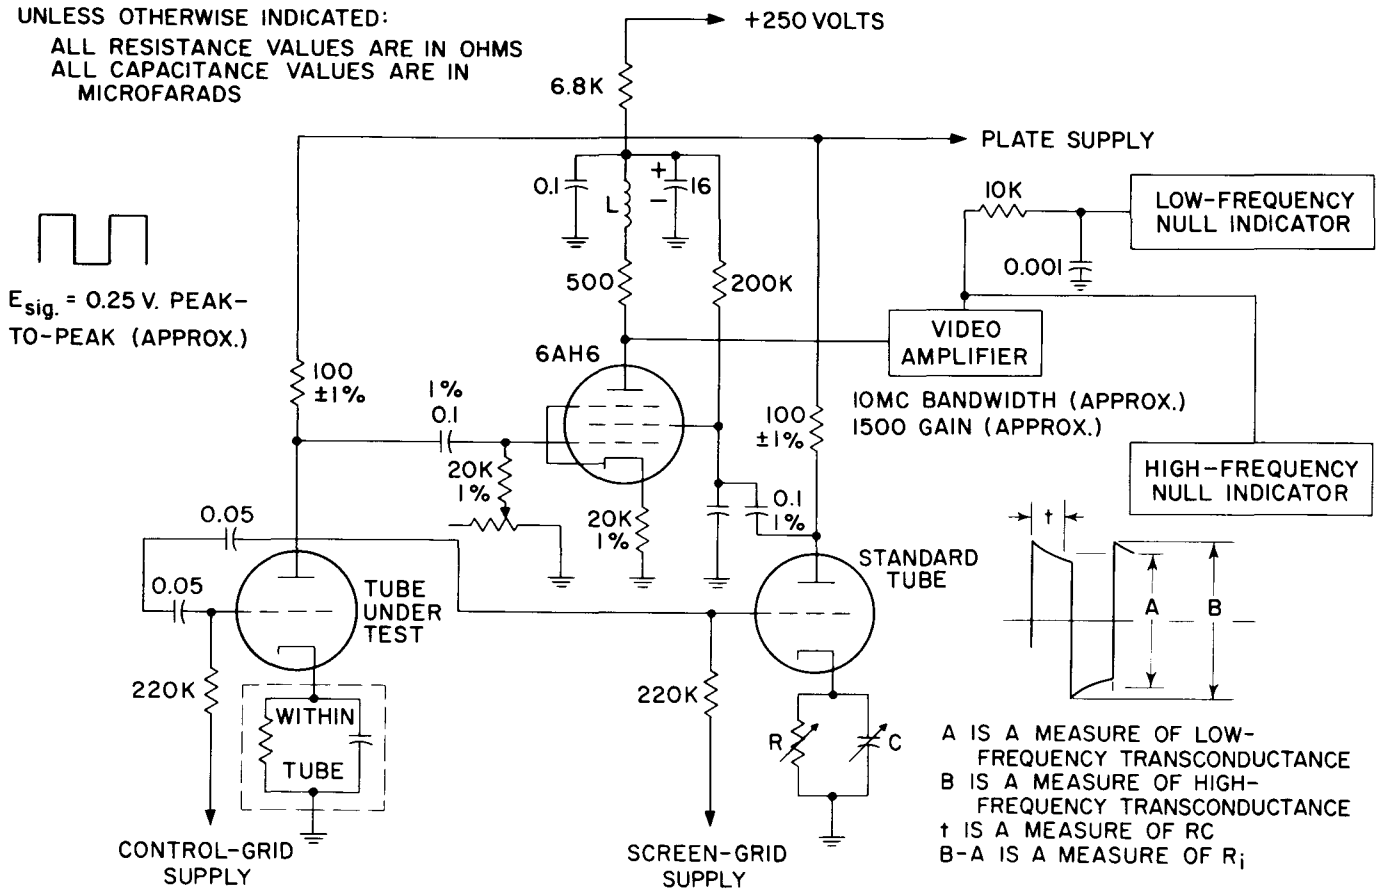 UNLESS OTHERWISE INDICATED:
ALL RESISTANCE VALUES ARE IN OHMS
ALL CAPACITANCE VALUES ARE IN
MICROFARADS
+250 VOLTS
6.8K
PLATE SUPPLY
0.1
L
+
16
−
10K
LOW-FREQUENCY
NULL INDICATOR
0.001
500
200K
E sig. = 0.25 V. PEAK-
TO-PEAK (APPROX.)
VIDEO
AMPLIFIER
6AH6
100
±1%
1%
0.1
10MC BANDWIDTH (APPROX.)
1500 GAIN (APPROX.)
100
±1%
20K
1%
HIGH-FREQUENCY
NULL INDICATOR
0.1
1%
20K
1%
0.05
t
STANDARD
TUBE
0.05
TUBE
UNDER
TEST
A
B
220K
220K
WITHIN
TUBE
R
C
A IS A MEASURE OF LOW-
FREQUENCY TRANSCONDUCTANCE
B IS A MEASURE OF HIGH-
FREQUENCY TRANSCONDUCTANCE
t IS A MEASURE OF RC
B-A IS A MEASURE OF Ri
CONTROL-GRID
SUPPLY
SCREEN-GRID
SUPPLY